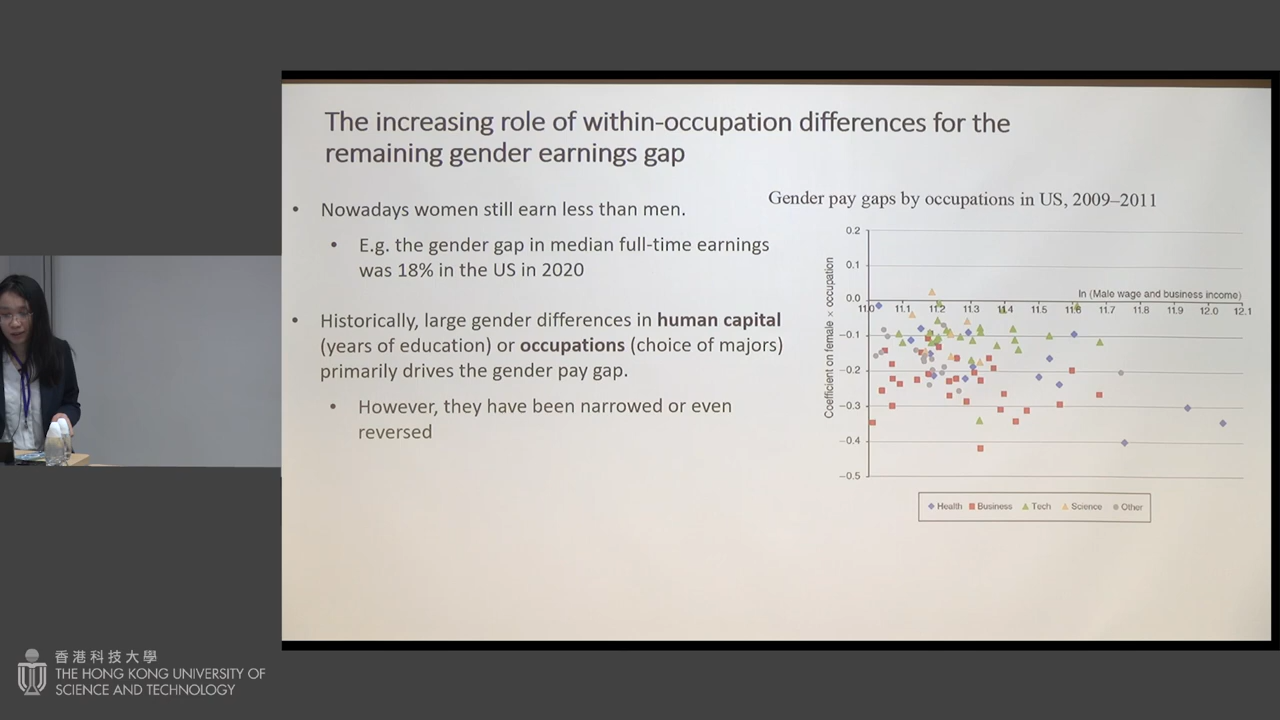 The increasing role of within-occupation differences for the
remaining gender earnings gap
• Nowadays women still earn less than men.
• E.g. the gender gap in median full-time earnings
was 18% in the US in 2020
• Historically, large gender differences in human capital
(years of education) or occupations (choice of majors)
primarily drives the gender pay gap.
• However, they have been narrowed or even
reversed
Gender pay gaps by occupations in US, 2009–2011
Coefficient on female × occupation
0.2
0.1
0.0
−0.1
−0.2
−0.3
−0.4
−0.5
ln (Male wage and business income)
11.0 11.1 11.2 11.3 11.4 11.5 11.6 11.7 11.8 11.9 12.0 12.1
Health Business Tech Science Other
香港科技大學
THE HONG KONG UNIVERSITY OF
SCIENCE AND TECHNOLOGY